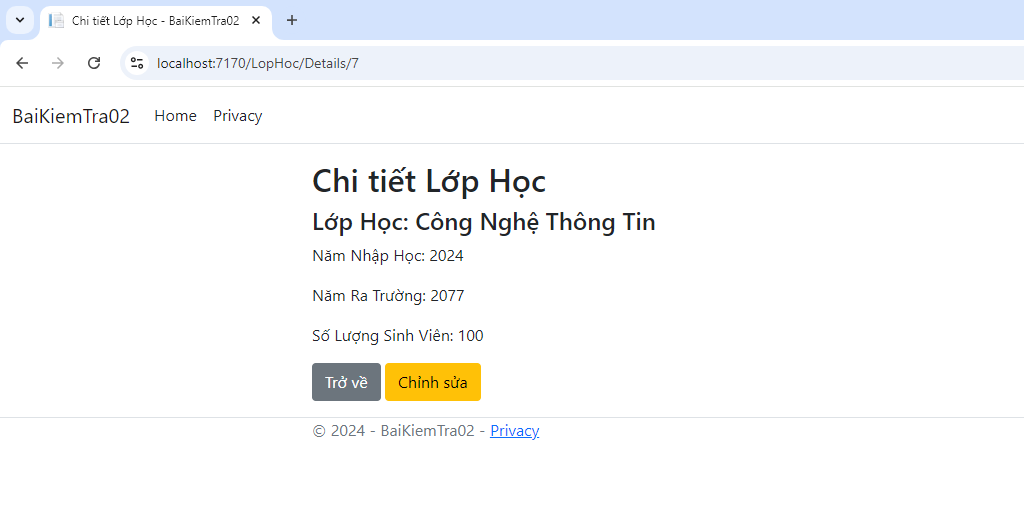 Chi tiết Lớp Học - BaiKiemTra02
localhost:7170/LopHoc/Details/7
BaiKiemTra02 Home Privacy
Chi tiết Lớp Học
Lớp Học: Công Nghệ Thông Tin
Năm Nhập Học: 2024
Năm Ra Trường: 2077
Số Lượng Sinh Viên: 100
Trở về Chỉnh sửa
© 2024 - BaiKiemTra02 - Privacy